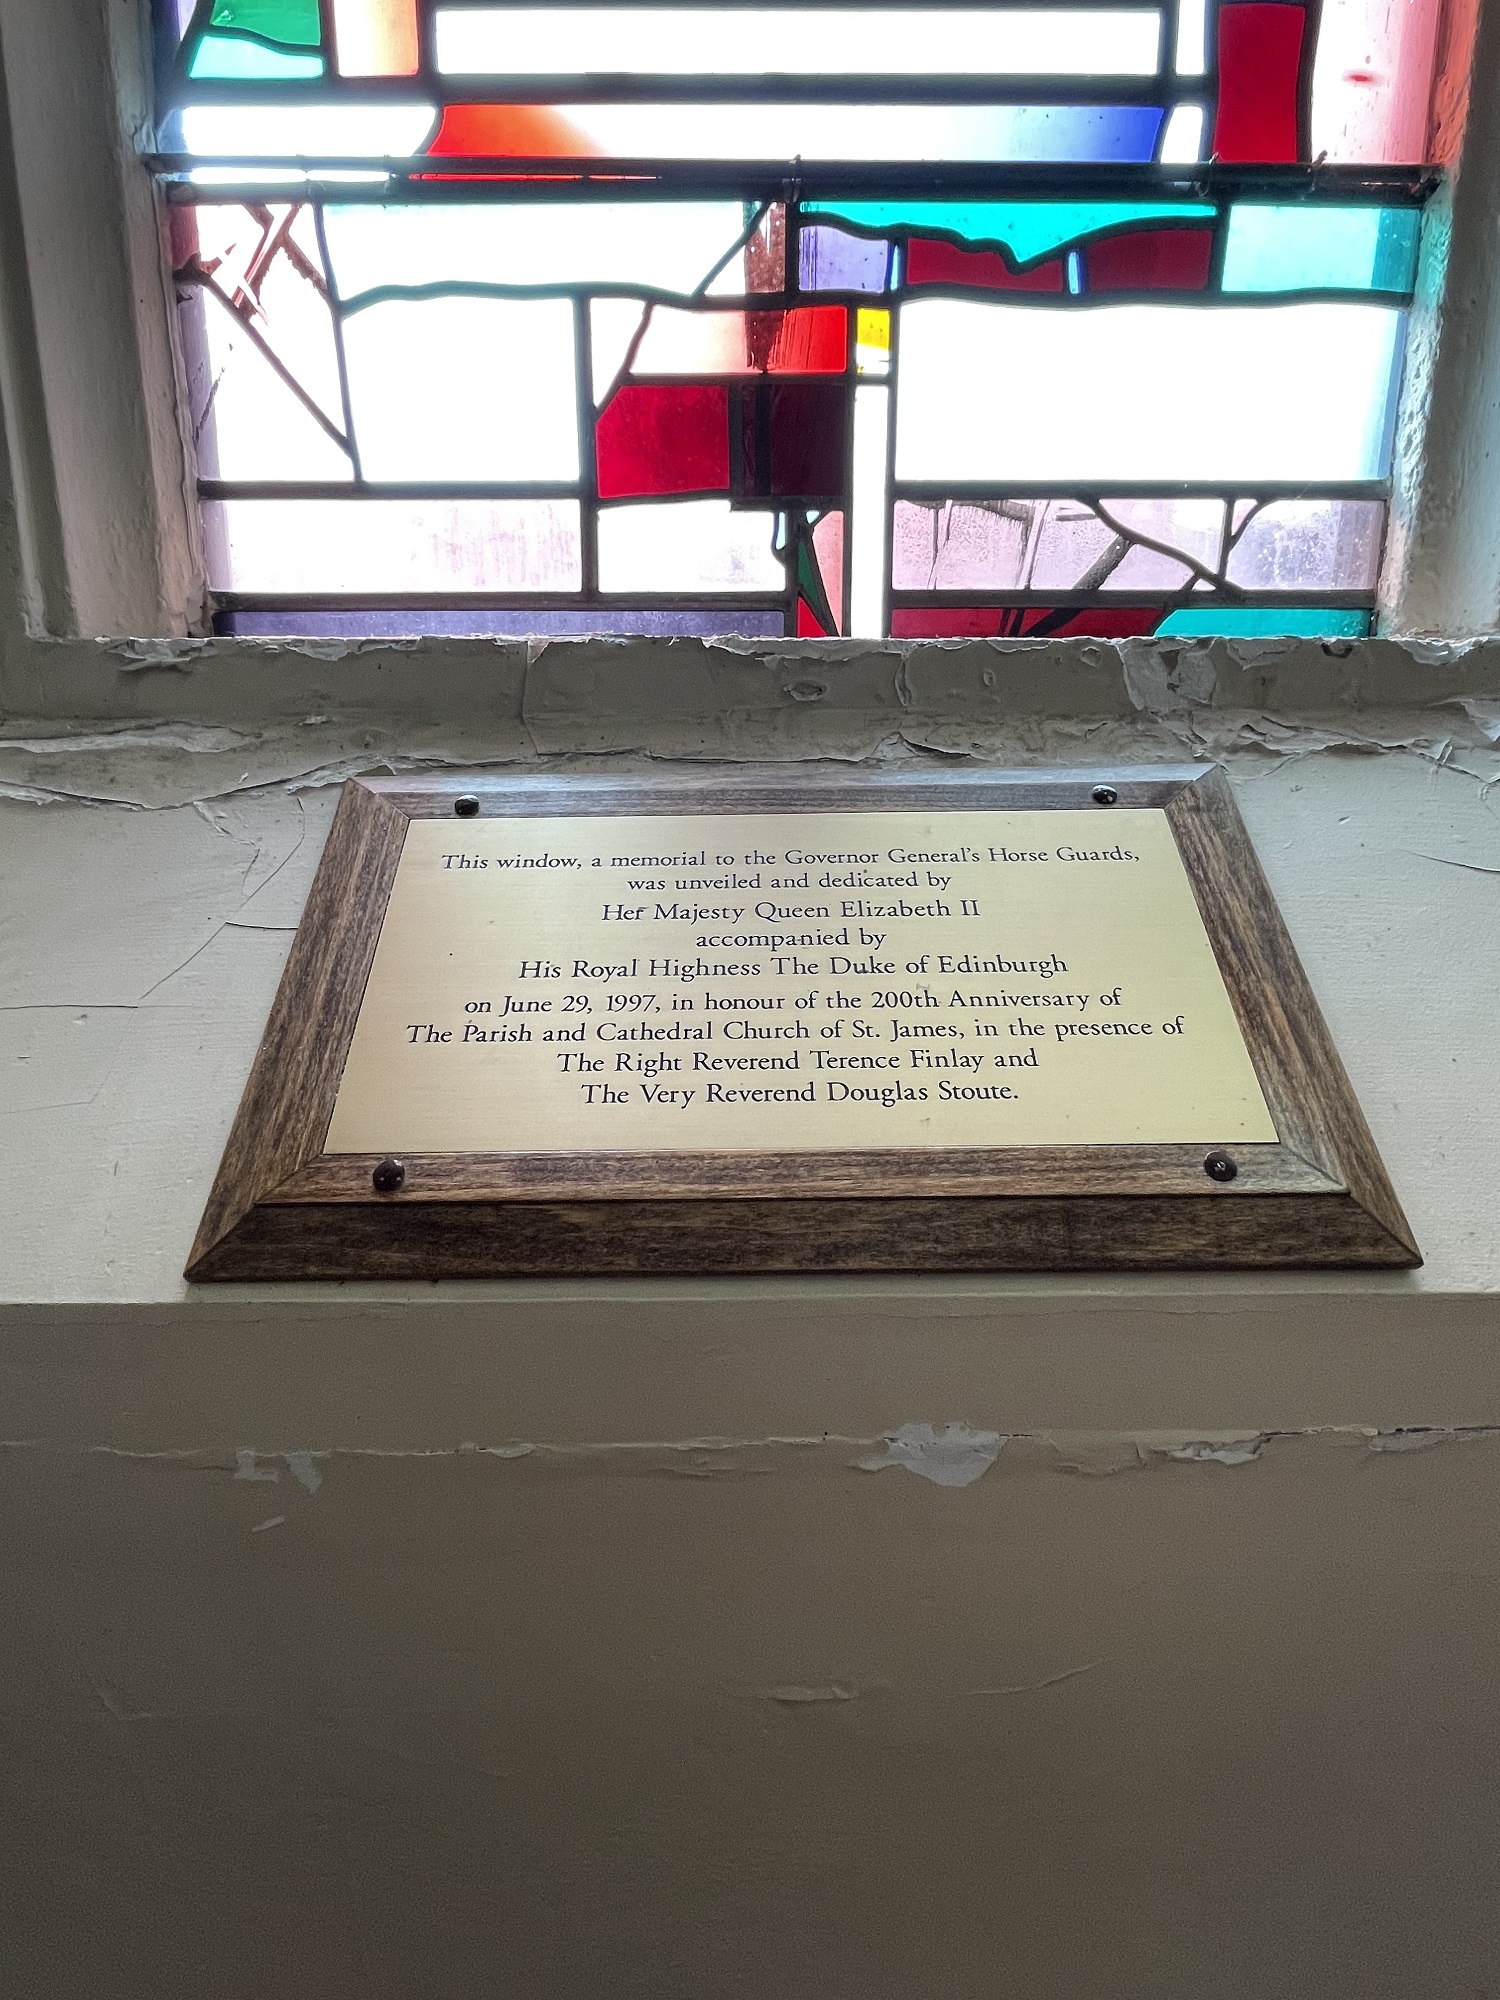 This window, a memorial to the Governor General's Horse Guards,
was unveiled and dedicated by
Her Majesty Queen Elizabeth II
accompanied by
His Royal Highness The Duke of Edinburgh
on June 29, 1997, in honour of the 200th Anniversary of
The Parish and Cathedral Church of St. James, in the presence of
The Right Reverend Terence Finlay and
The Very Reverend Douglas Stoute.